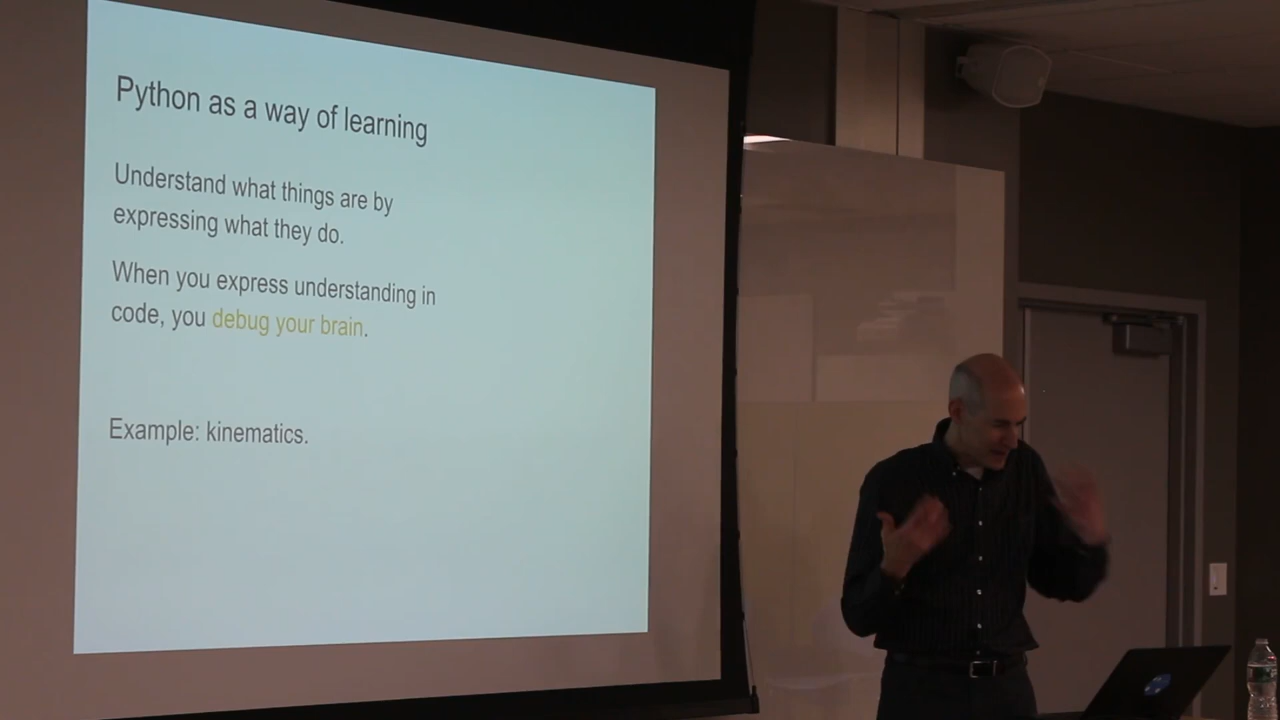 Python as a way of learning
Understand what things are by
expressing what they do.
When you express understanding in
code, you debug your brain.
Example: kinematics.